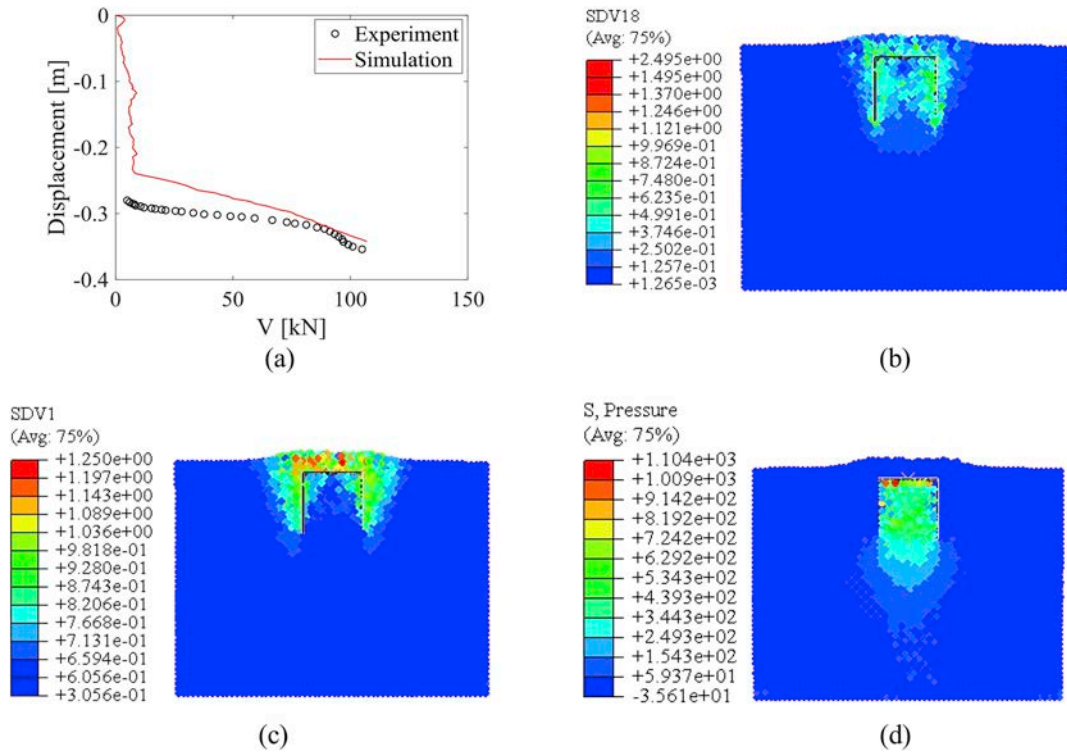 0
-0.1
-0.2
-0.3
-0.4
Displacement [m]
Experiment
Simulation
0 50 100 150
V [kN]
(a)
SDV18
(Avg: 75%)
+2.495e+00
+1.495e+00
+1.370e+00
+1.246e+00
+1.121e+00
+9.969e-01
+8.724e-01
+7.480e-01
+6.235e-01
+4.991e-01
+3.746e-01
+2.502e-01
+1.257e-01
+1.265e-03
(b)
SDV1
(Avg: 75%)
+1.250e+00
+1.197e+00
+1.143e+00
+1.089e+00
+1.036e+00
+9.818e-01
+9.280e-01
+8.743e-01
+8.206e-01
+7.668e-01
+7.131e-01
+6.594e-01
+6.056e-01
+3.056e-01
(c)
S, Pressure
(Avg: 75%)
+1.104e+03
+1.009e+03
+9.142e+02
+8.192e+02
+7.242e+02
+6.292e+02
+5.343e+02
+4.393e+02
+3.443e+02
+2.493e+02
+1.543e+02
+5.937e+01
-3.561e+01
(d)